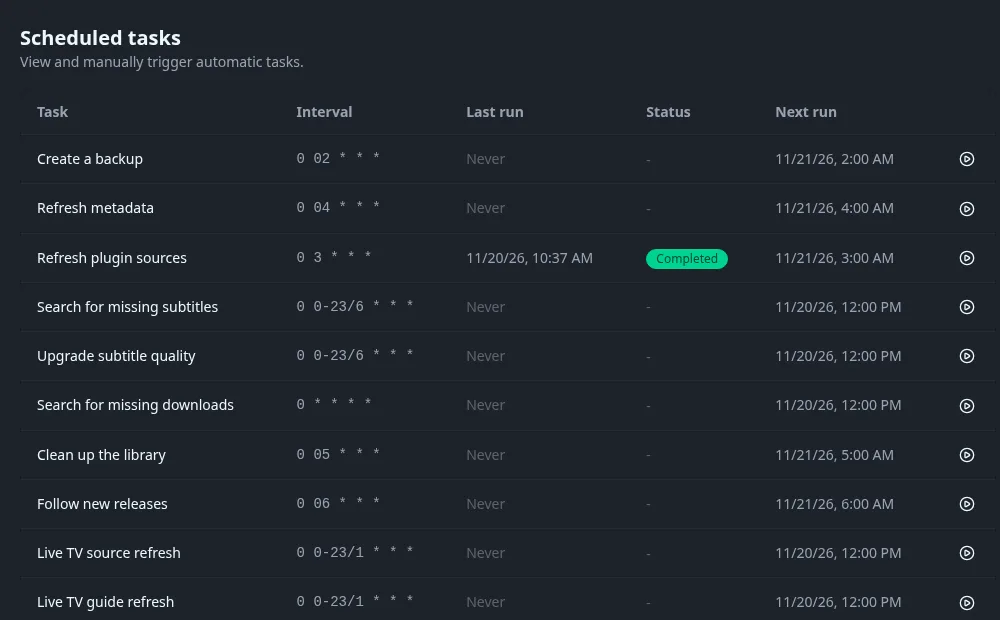 Scheduled tasks
View and manually trigger automatic tasks.
Task Interval Last run Status Next run
Create a backup 0 02 * * * Never - 11/21/26, 2:00 AM
Refresh metadata 0 04 * * * Never - 11/21/26, 4:00 AM
Refresh plugin sources 0 3 * * * 11/20/26, 10:37 AM Completed 11/21/26, 3:00 AM
Search for missing subtitles 0 0-23/6 * * * Never - 11/20/26, 12:00 PM
Upgrade subtitle quality 0 0-23/6 * * * Never - 11/20/26, 12:00 PM
Search for missing downloads 0 * * * * Never - 11/20/26, 12:00 PM
Clean up the library 0 05 * * * Never - 11/21/26, 5:00 AM
Follow new releases 0 06 * * * Never - 11/21/26, 6:00 AM
Live TV source refresh 0 0-23/1 * * * Never - 11/20/26, 12:00 PM
Live TV guide refresh 0 0-23/1 * * * Never - 11/20/26, 12:00 PM